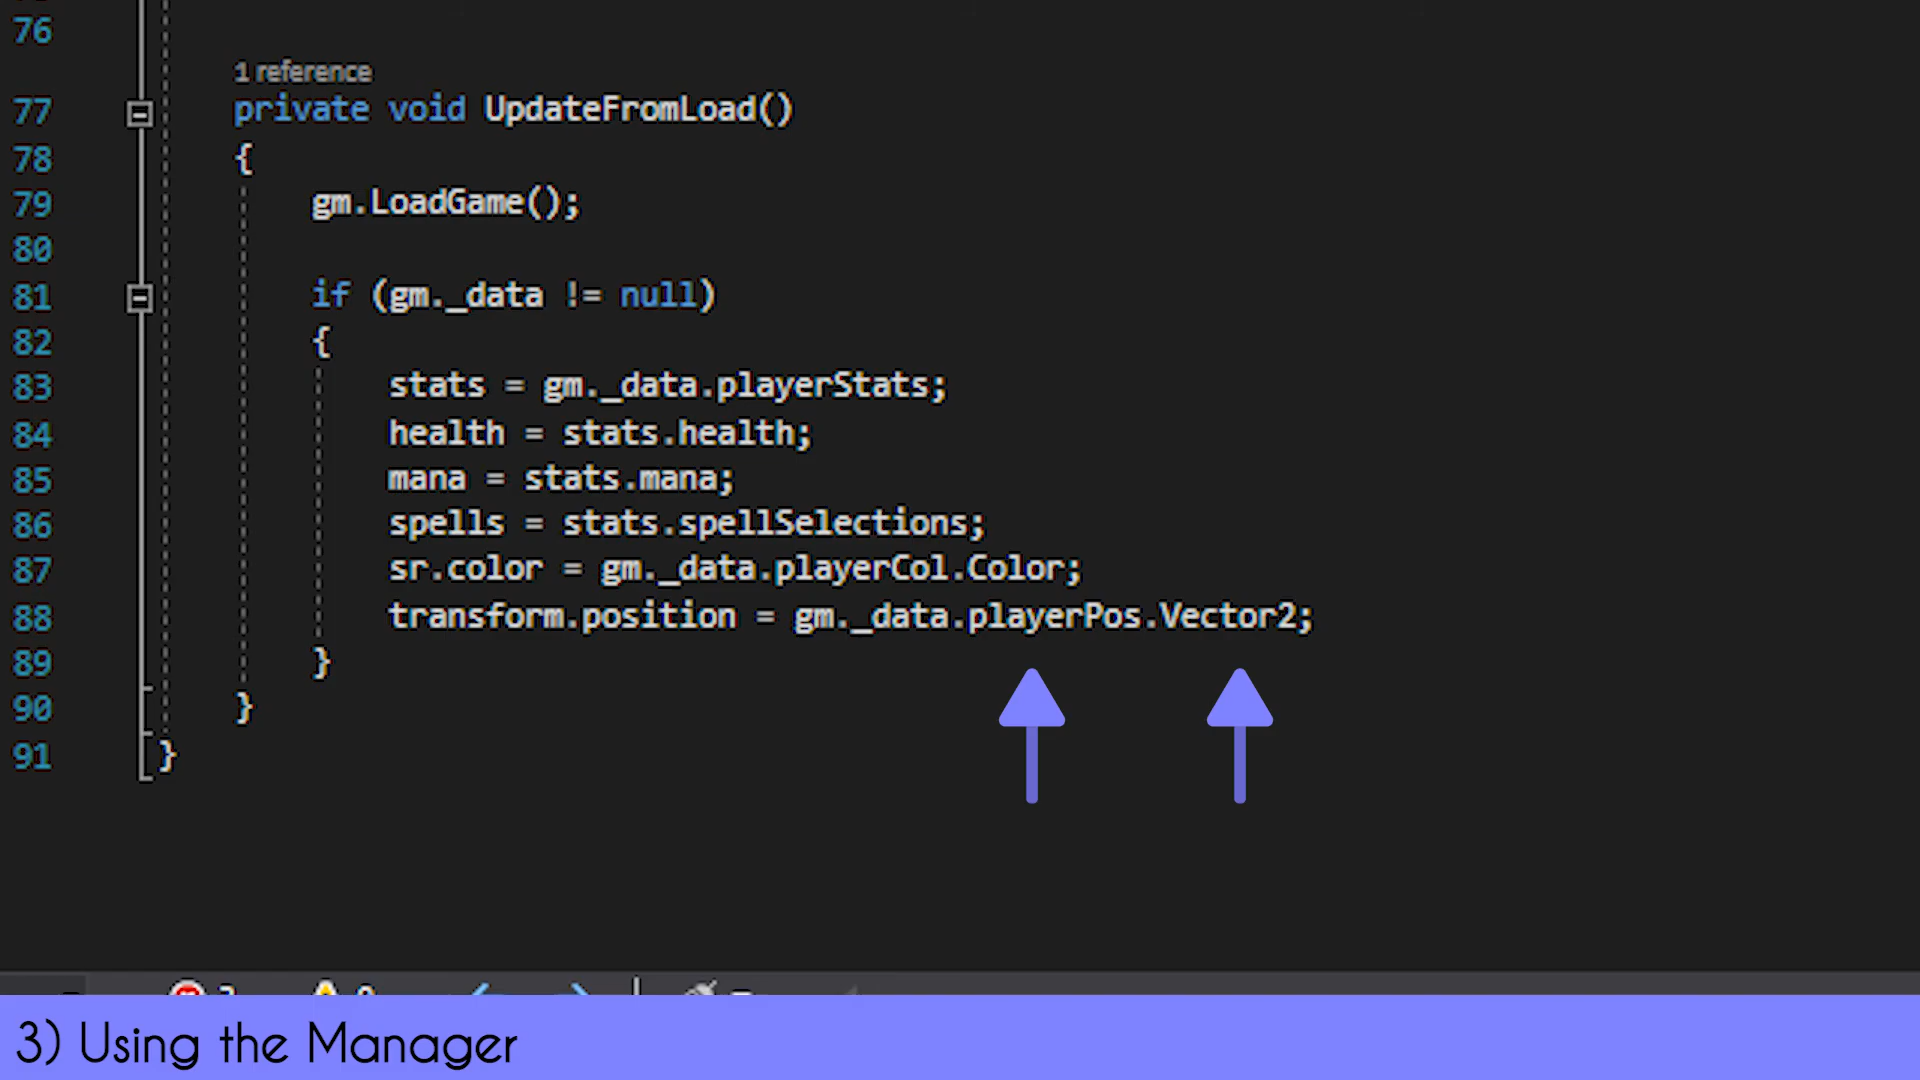 76
1 reference
77 private void UpdateFromLoad()
78 {
79 gm.LoadGame();
80
81 if (gm._data != null)
82 {
83 stats = gm._data.playerStats;
84 health = stats.health;
85 mana = stats.mana;
86 spells = stats.spellSelections;
87 sr.color = gm._data.playerCol.Color;
88 transform.position = gm._data.playerPos.Vector2;
89 }
90 }
91 }
3) Using the Manager